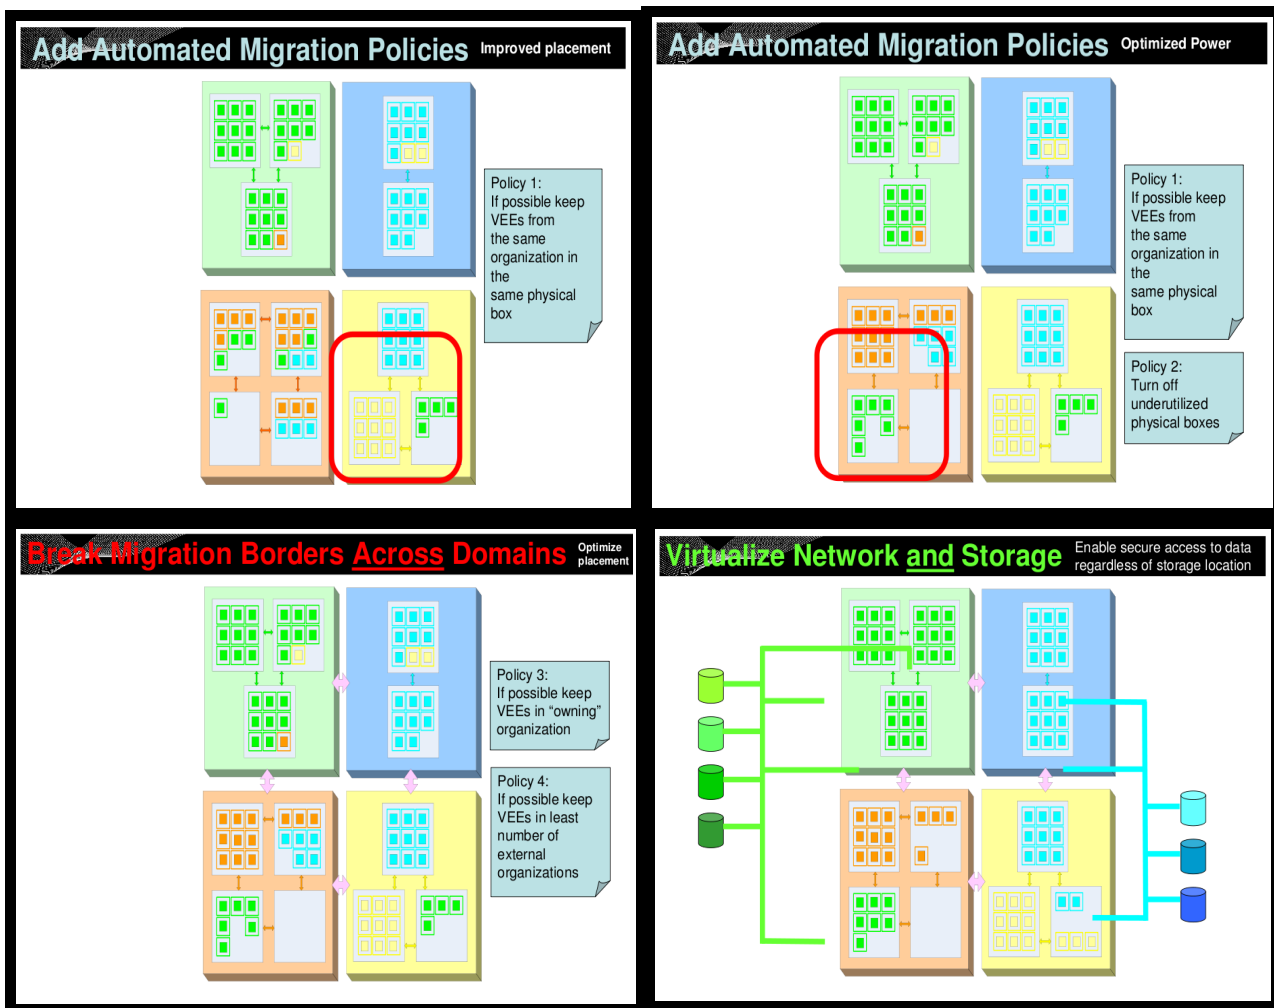 Add Automated Migration Policies Improved placement
Policy 1:
If possible keep
VEEs from
the same
organization in
the
same physical
box
Add Automated Migration Policies Optimized Power
Policy 1:
If possible keep
VEEs from
the same
organization in
the
same physical
box
Policy 2:
Turn off
underutilized
physical boxes
Break Migration Borders Across Domains Optimize
placement
Policy 3:
If possible keep
VEEs in “owning”
organization
Policy 4:
If possible keep
VEEs in least
number of
external
organizations
Virtualize Network and Storage Enable secure access to data
regardless of storage location